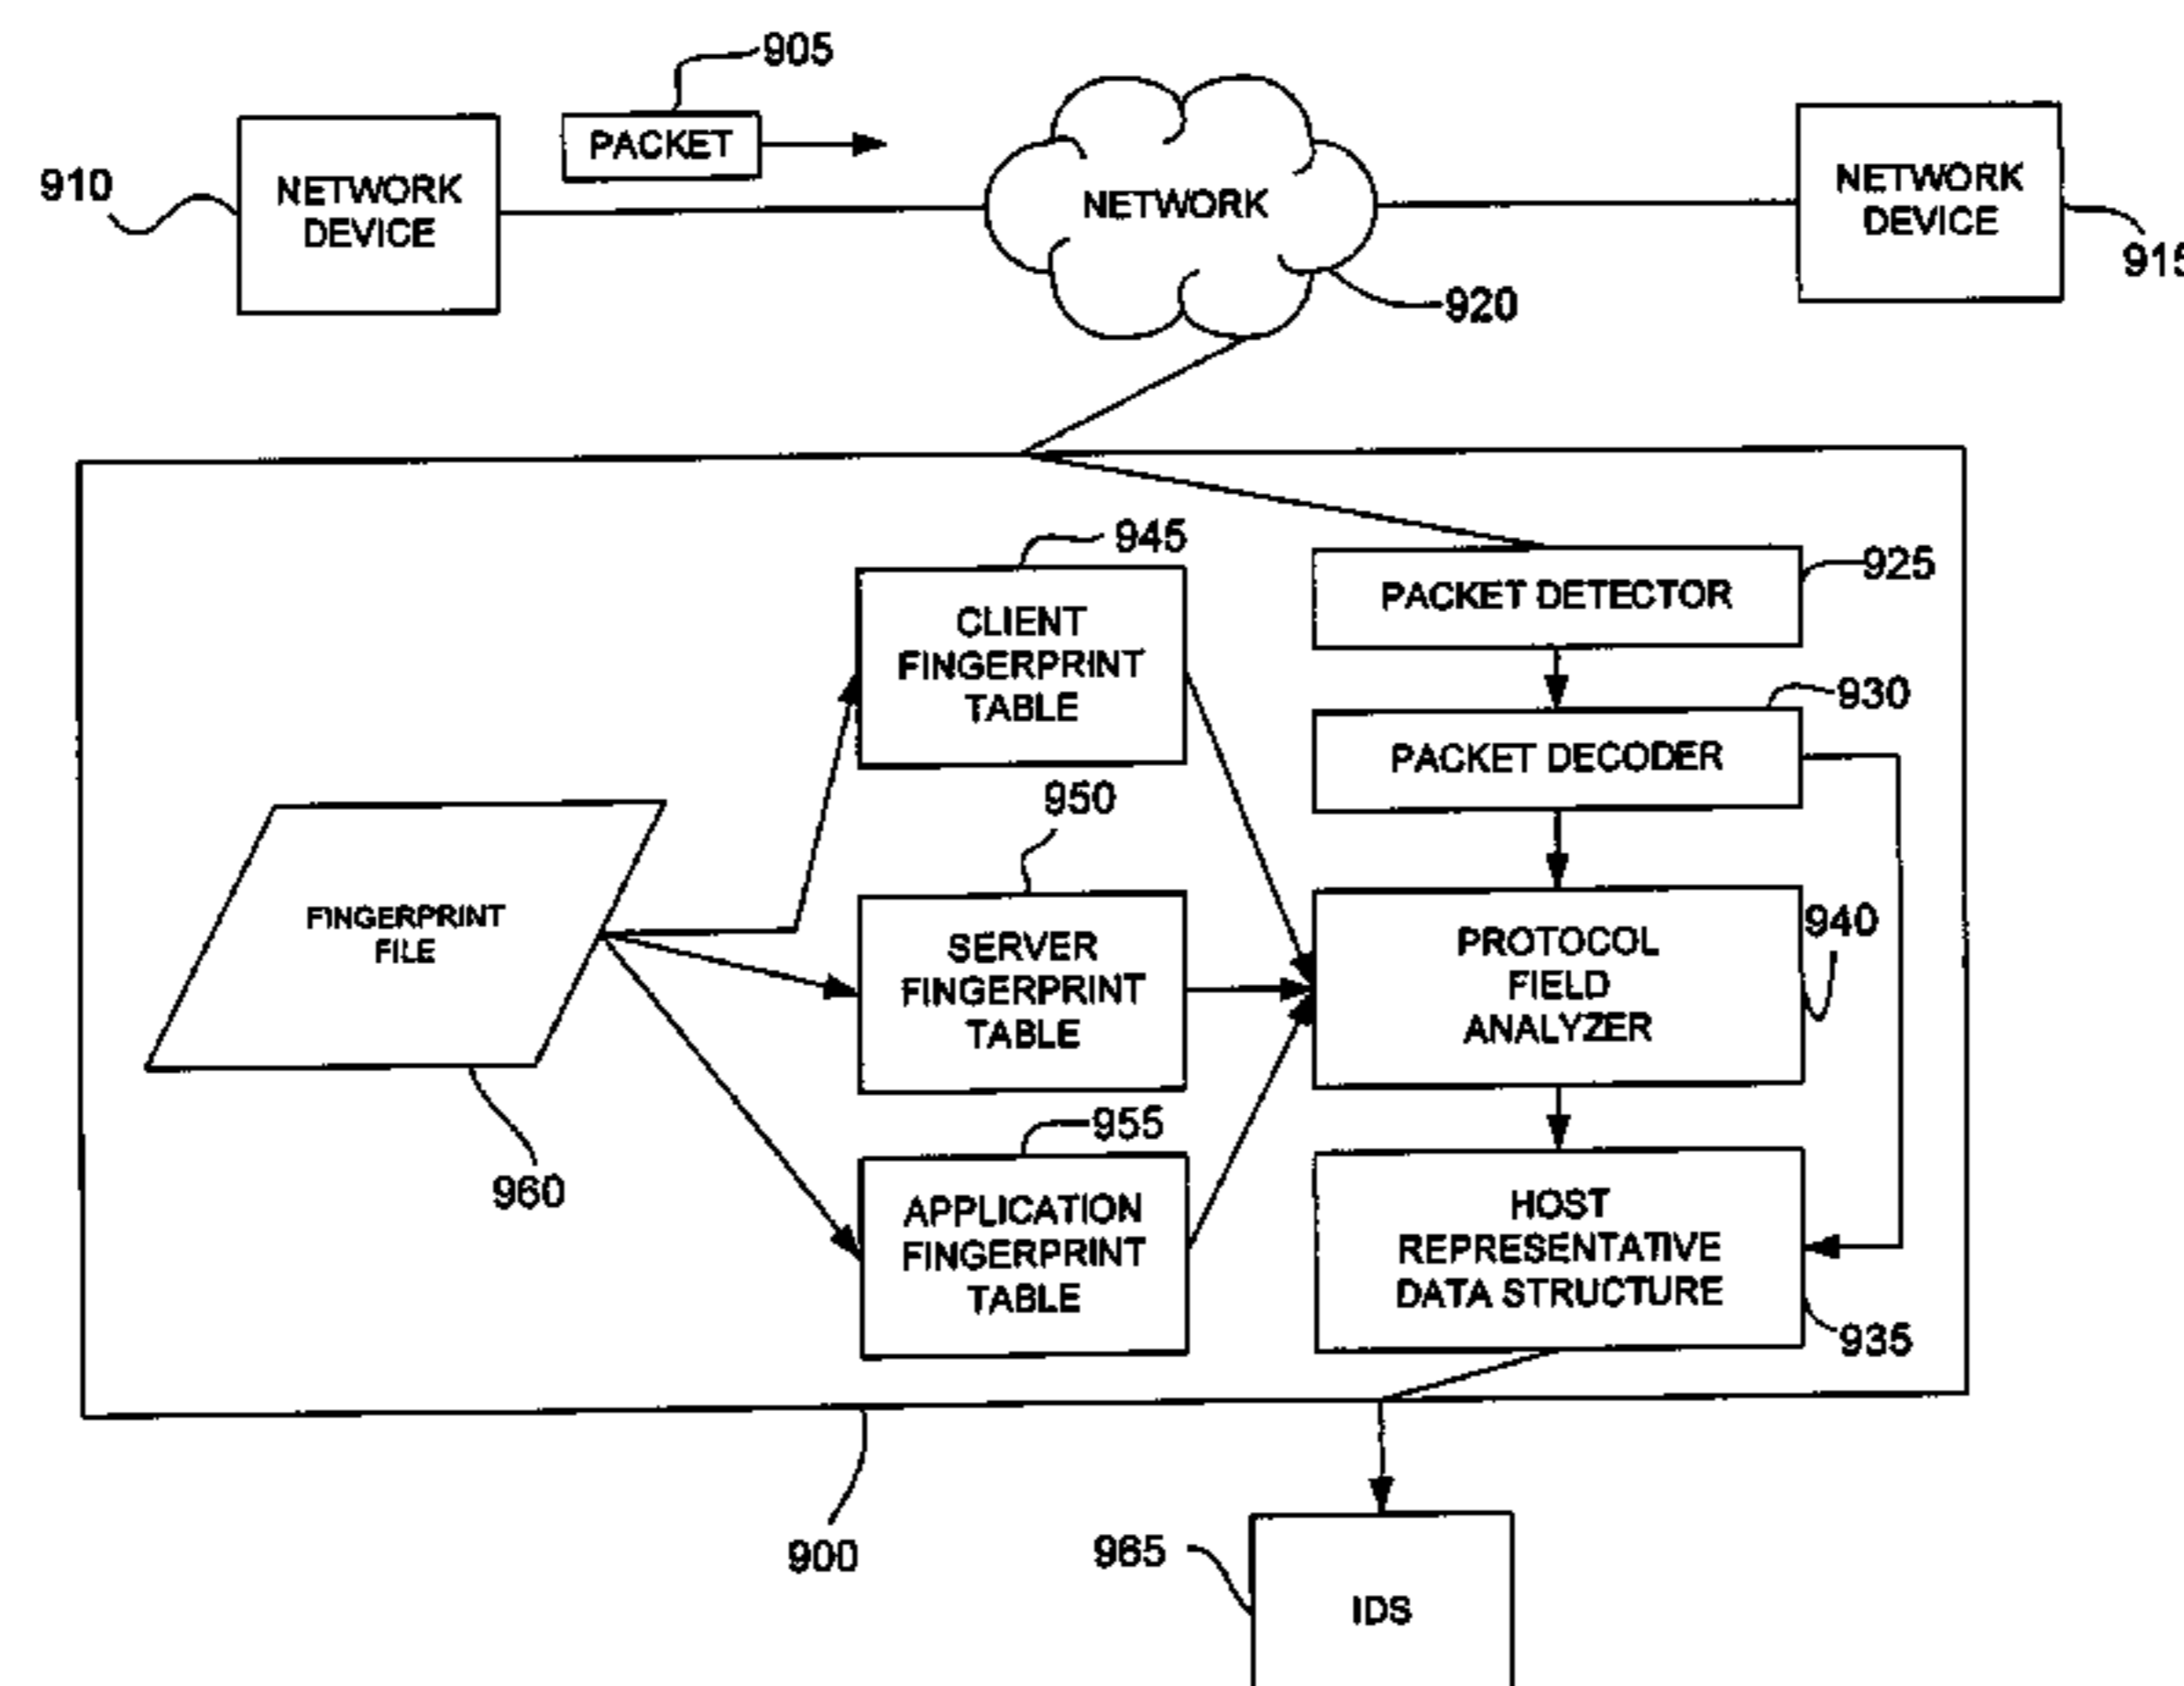 905
PACKET
910
NETWORK
DEVICE
NETWORK
920
NETWORK
DEVICE
915
945
CLIENT
FINGERPRINT
TABLE
PACKET DETECTOR
925
930
PACKET DECODER
950
FINGERPRINT
FILE
960
SERVER
FINGERPRINT
TABLE
PROTOCOL
FIELD
ANALYZER
940
955
APPLICATION
FINGERPRINT
TABLE
HOST
REPRESENTATIVE
DATA STRUCTURE
935
900
965
IDS